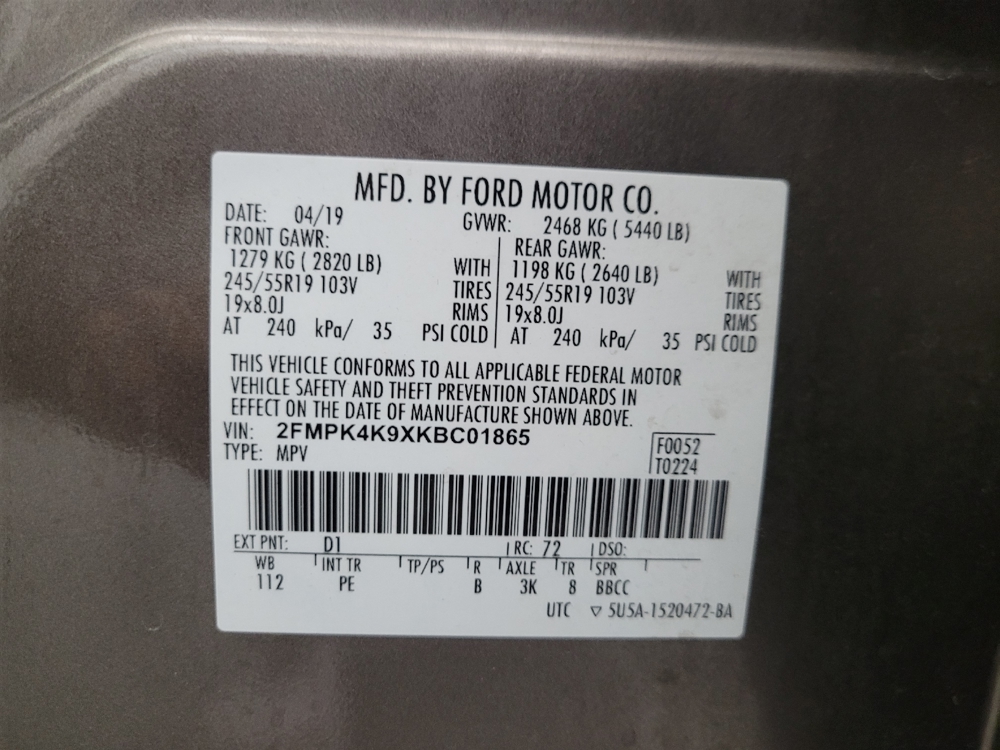 MFD. BY FORD MOTOR CO.
DATE: 04/19 GVWR: 2468 KG ( 5440 LB)
FRONT GAWR: REAR GAWR:
1279 KG ( 2820 LB) WITH 1198 KG ( 2640 LB) WITH
245/55R19 103V TIRES 245/55R19 103V TIRES
19x8.0J RIMS 19x8.0J RIMS
AT 240 kPa/ 35 PSI COLD AT 240 kPa/ 35 PSI COLD
THIS VEHICLE CONFORMS TO ALL APPLICABLE FEDERAL MOTOR
VEHICLE SAFETY AND THEFT PREVENTION STANDARDS IN
EFFECT ON THE DATE OF MANUFACTURE SHOWN ABOVE.
VIN: 2FMPK4K9XKBC01865
TYPE: MPV
F0052
T0224
EXT PNT: D1 RC: 72 DSO:
WB INT TR TP/PS R AXLE TR SPR
112 PE B 3K 8 BBCC
UTC ▽ 5U5A-1520472-BA